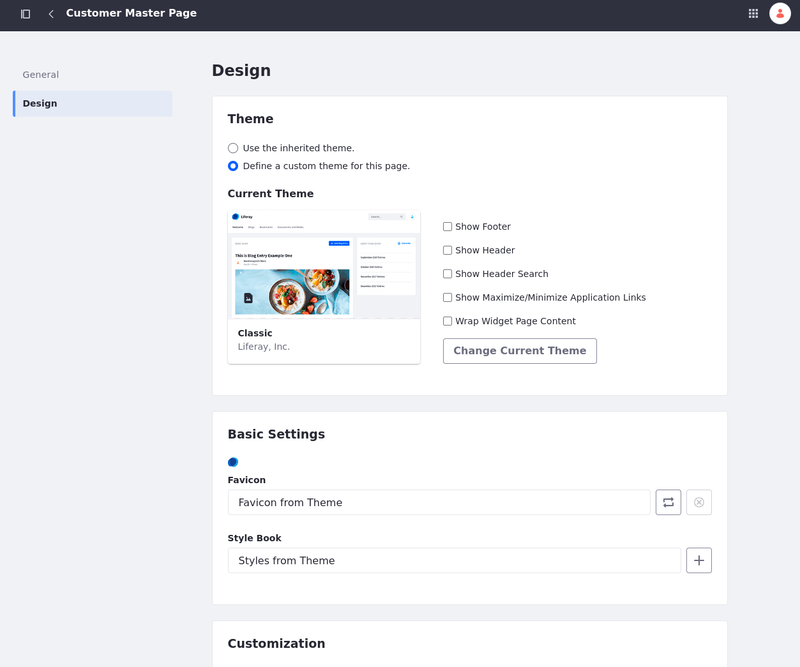 Customer Master Page
General
Design
Design
Theme
Use the inherited theme.
Define a custom theme for this page.
Current Theme
Liferay
Search...
This is Blog Entry Example One
Classic
Liferay, Inc.
Show Footer
Show Header
Show Header Search
Show Maximize/Minimize Application Links
Wrap Widget Page Content
Change Current Theme
Basic Settings
Favicon
Favicon from Theme
Style Book
Styles from Theme
Customization